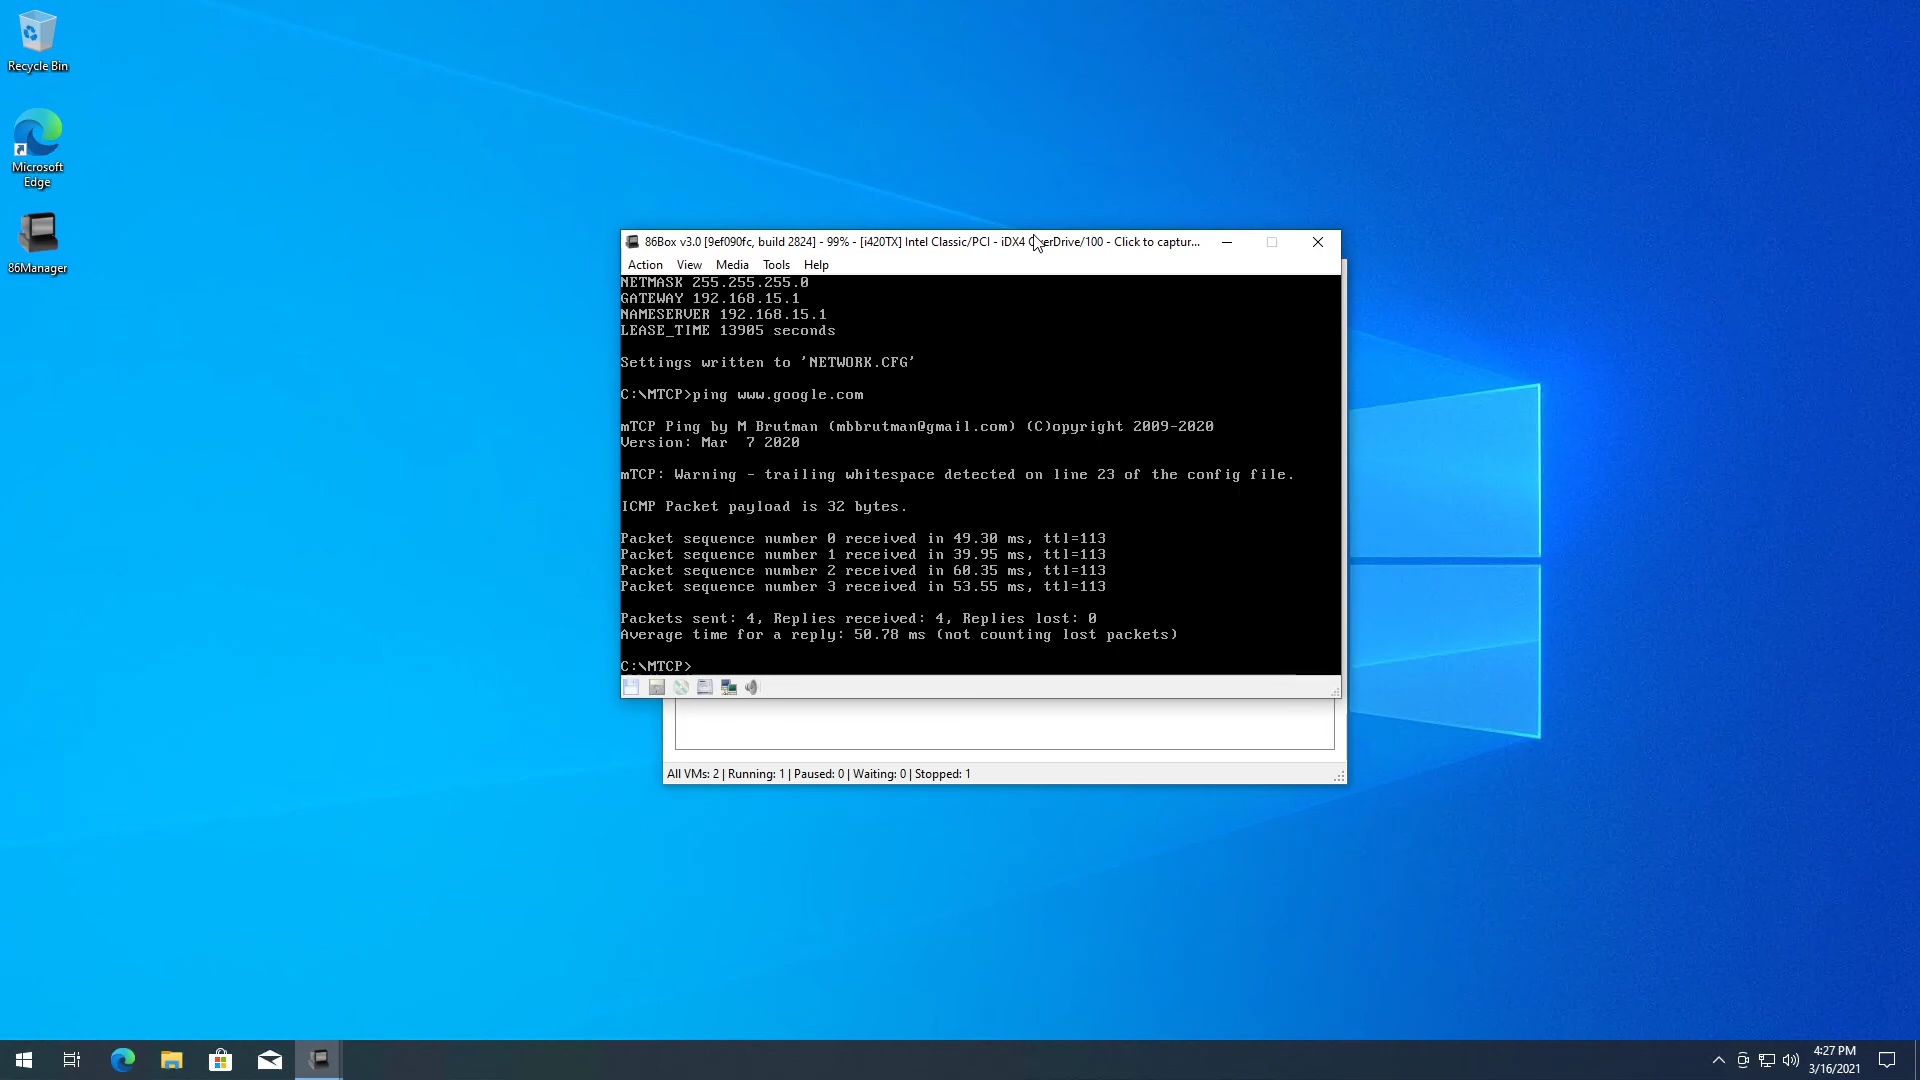 Recycle Bin
Microsoft
Edge
86Manager
86Box v3.0 [9ef090fc, build 2824] - 99% - [i420TX] Intel Classic/PCI - iDX4 OverDrive/100 - Click to captur...
Action View Media Tools Help
NETMASK 255.255.255.0
GATEWAY 192.168.15.1
NAMESERVER 192.168.15.1
LEASE_TIME 13905 seconds
Settings written to 'NETWORK.CFG'
C:\MTCP>ping www.google.com
mTCP Ping by M Brutman (mbbrutman@gmail.com) (C)opyright 2009-2020
Version: Mar  7 2020
mTCP: Warning - trailing whitespace detected on line 23 of the config file.
ICMP Packet payload is 32 bytes.
Packet sequence number 0 received in 49.30 ms, ttl=113
Packet sequence number 1 received in 39.95 ms, ttl=113
Packet sequence number 2 received in 60.35 ms, ttl=113
Packet sequence number 3 received in 53.55 ms, ttl=113
Packets sent: 4, Replies received: 4, Replies lost: 0
Average time for a reply: 50.78 ms (not counting lost packets)
C:\MTCP>
All VMs: 2 | Running: 1 | Paused: 0 | Waiting: 0 | Stopped: 1
4:27 PM
3/16/2021